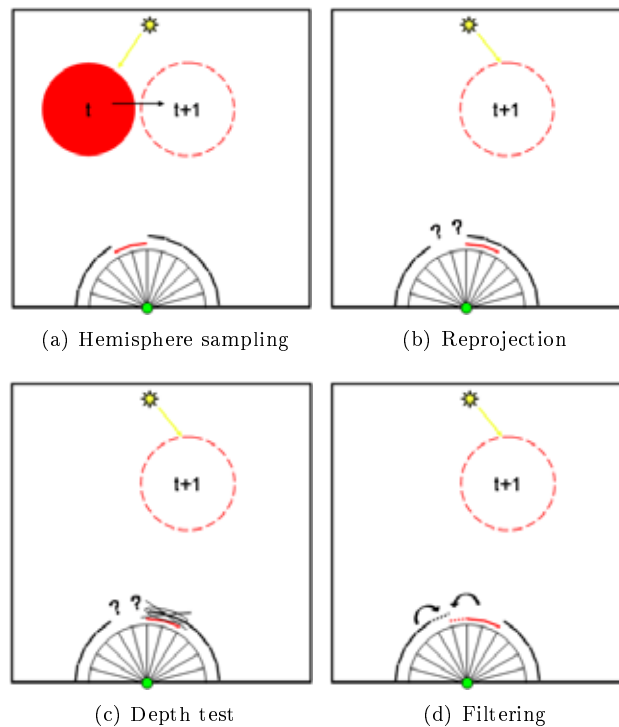 t
t+1
(a) Hemisphere sampling
t+1
? ?
(b) Reprojection
t+1
? ?
(c) Depth test
t+1
(d) Filtering